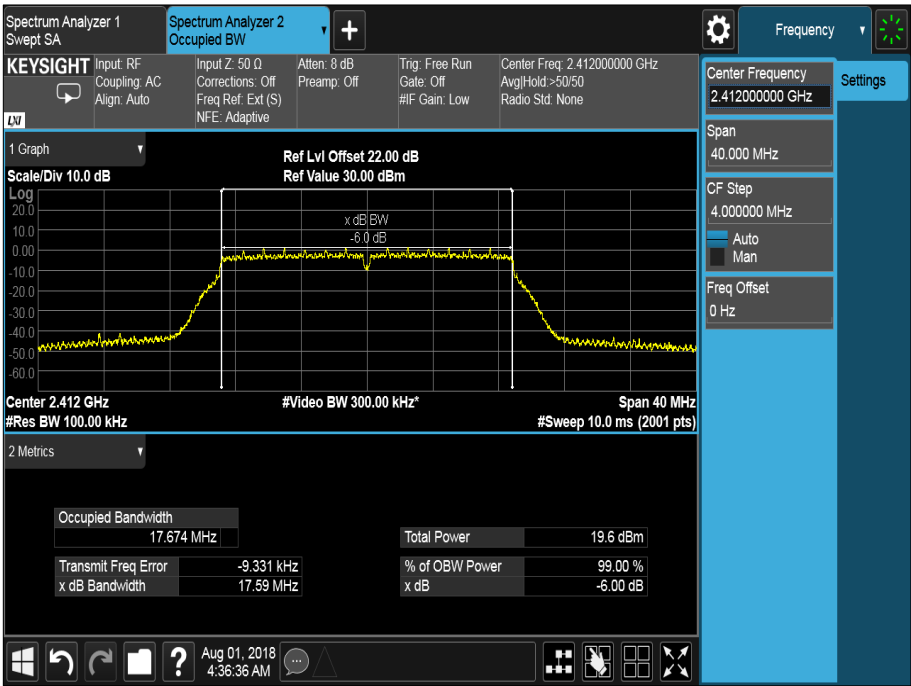 Spectrum Analyzer 1
Swept SA
Spectrum Analyzer 2
Occupied BW
Frequency
KEYSIGHT
LXI
Input: RF
Coupling: AC
Align: Auto
Input Z: 50 Ω
Corrections: Off
Freq Ref: Ext (S)
NFE: Adaptive
Atten: 8 dB
Preamp: Off
Trig: Free Run
Gate: Off
#IF Gain: Low
Center Freq: 2.412000000 GHz
Avg|Hold:>50/50
Radio Std: None
Center Frequency
2.412000000 GHz
Settings
Span
40.000 MHz
CF Step
4.000000 MHz
Auto
Man
Freq Offset
0 Hz
1 Graph
Scale/Div 10.0 dB
Ref Lvl Offset 22.00 dB
Ref Value 30.00 dBm
Log
20.0
10.0
0.00
-10.0
-20.0
-30.0
-40.0
-50.0
-60.0
x dB BW
-6.0 dB
Center 2.412 GHz
#Video BW 300.00 kHz*
Span 40 MHz
#Res BW 100.00 kHz
#Sweep 10.0 ms (2001 pts)
2 Metrics
Occupied Bandwidth
17.674 MHz
Total Power 19.6 dBm
Transmit Freq Error -9.331 kHz
% of OBW Power 99.00 %
x dB Bandwidth 17.59 MHz
x dB -6.00 dB
?
Aug 01, 2018
4:36:36 AM